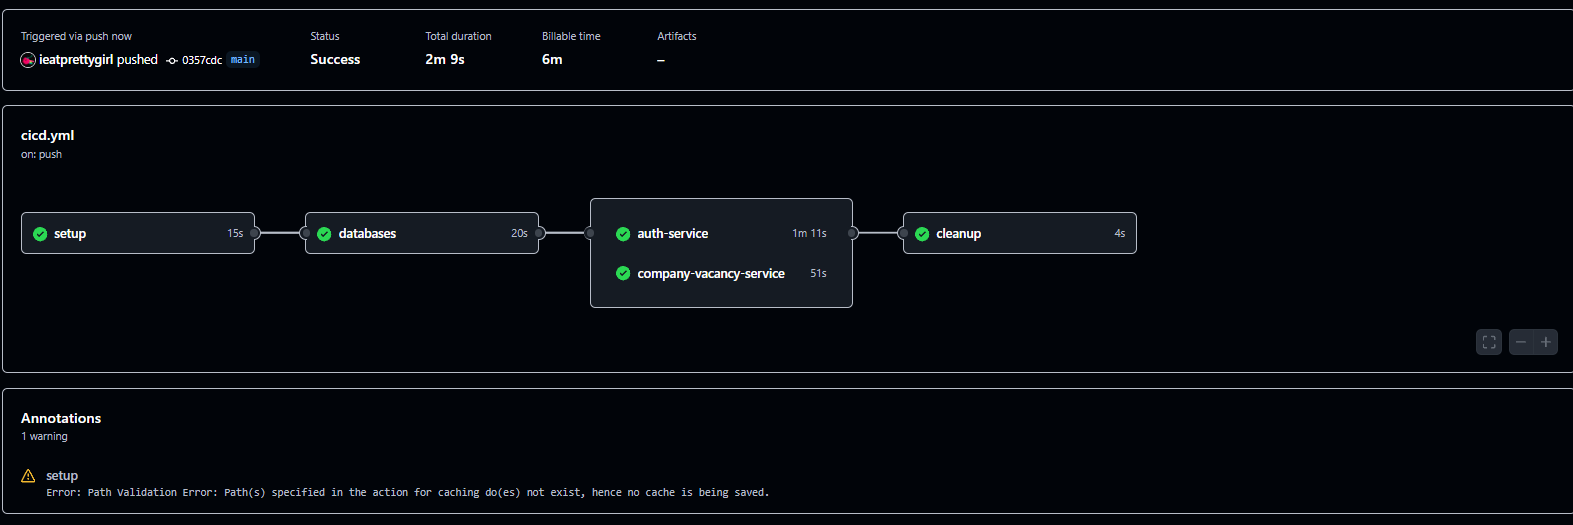 Triggered via push now
Status
Total duration
Billable time
Artifacts
ieatprettygirl pushed 0357cdc main
Success
2m 9s
6m
–
cicd.yml
on: push
setup 15s
databases 20s
auth-service 1m 11s
company-vacancy-service 51s
cleanup 4s
Annotations
1 warning
setup
Error: Path Validation Error: Path(s) specified in the action for caching do(es) not exist, hence no cache is being saved.